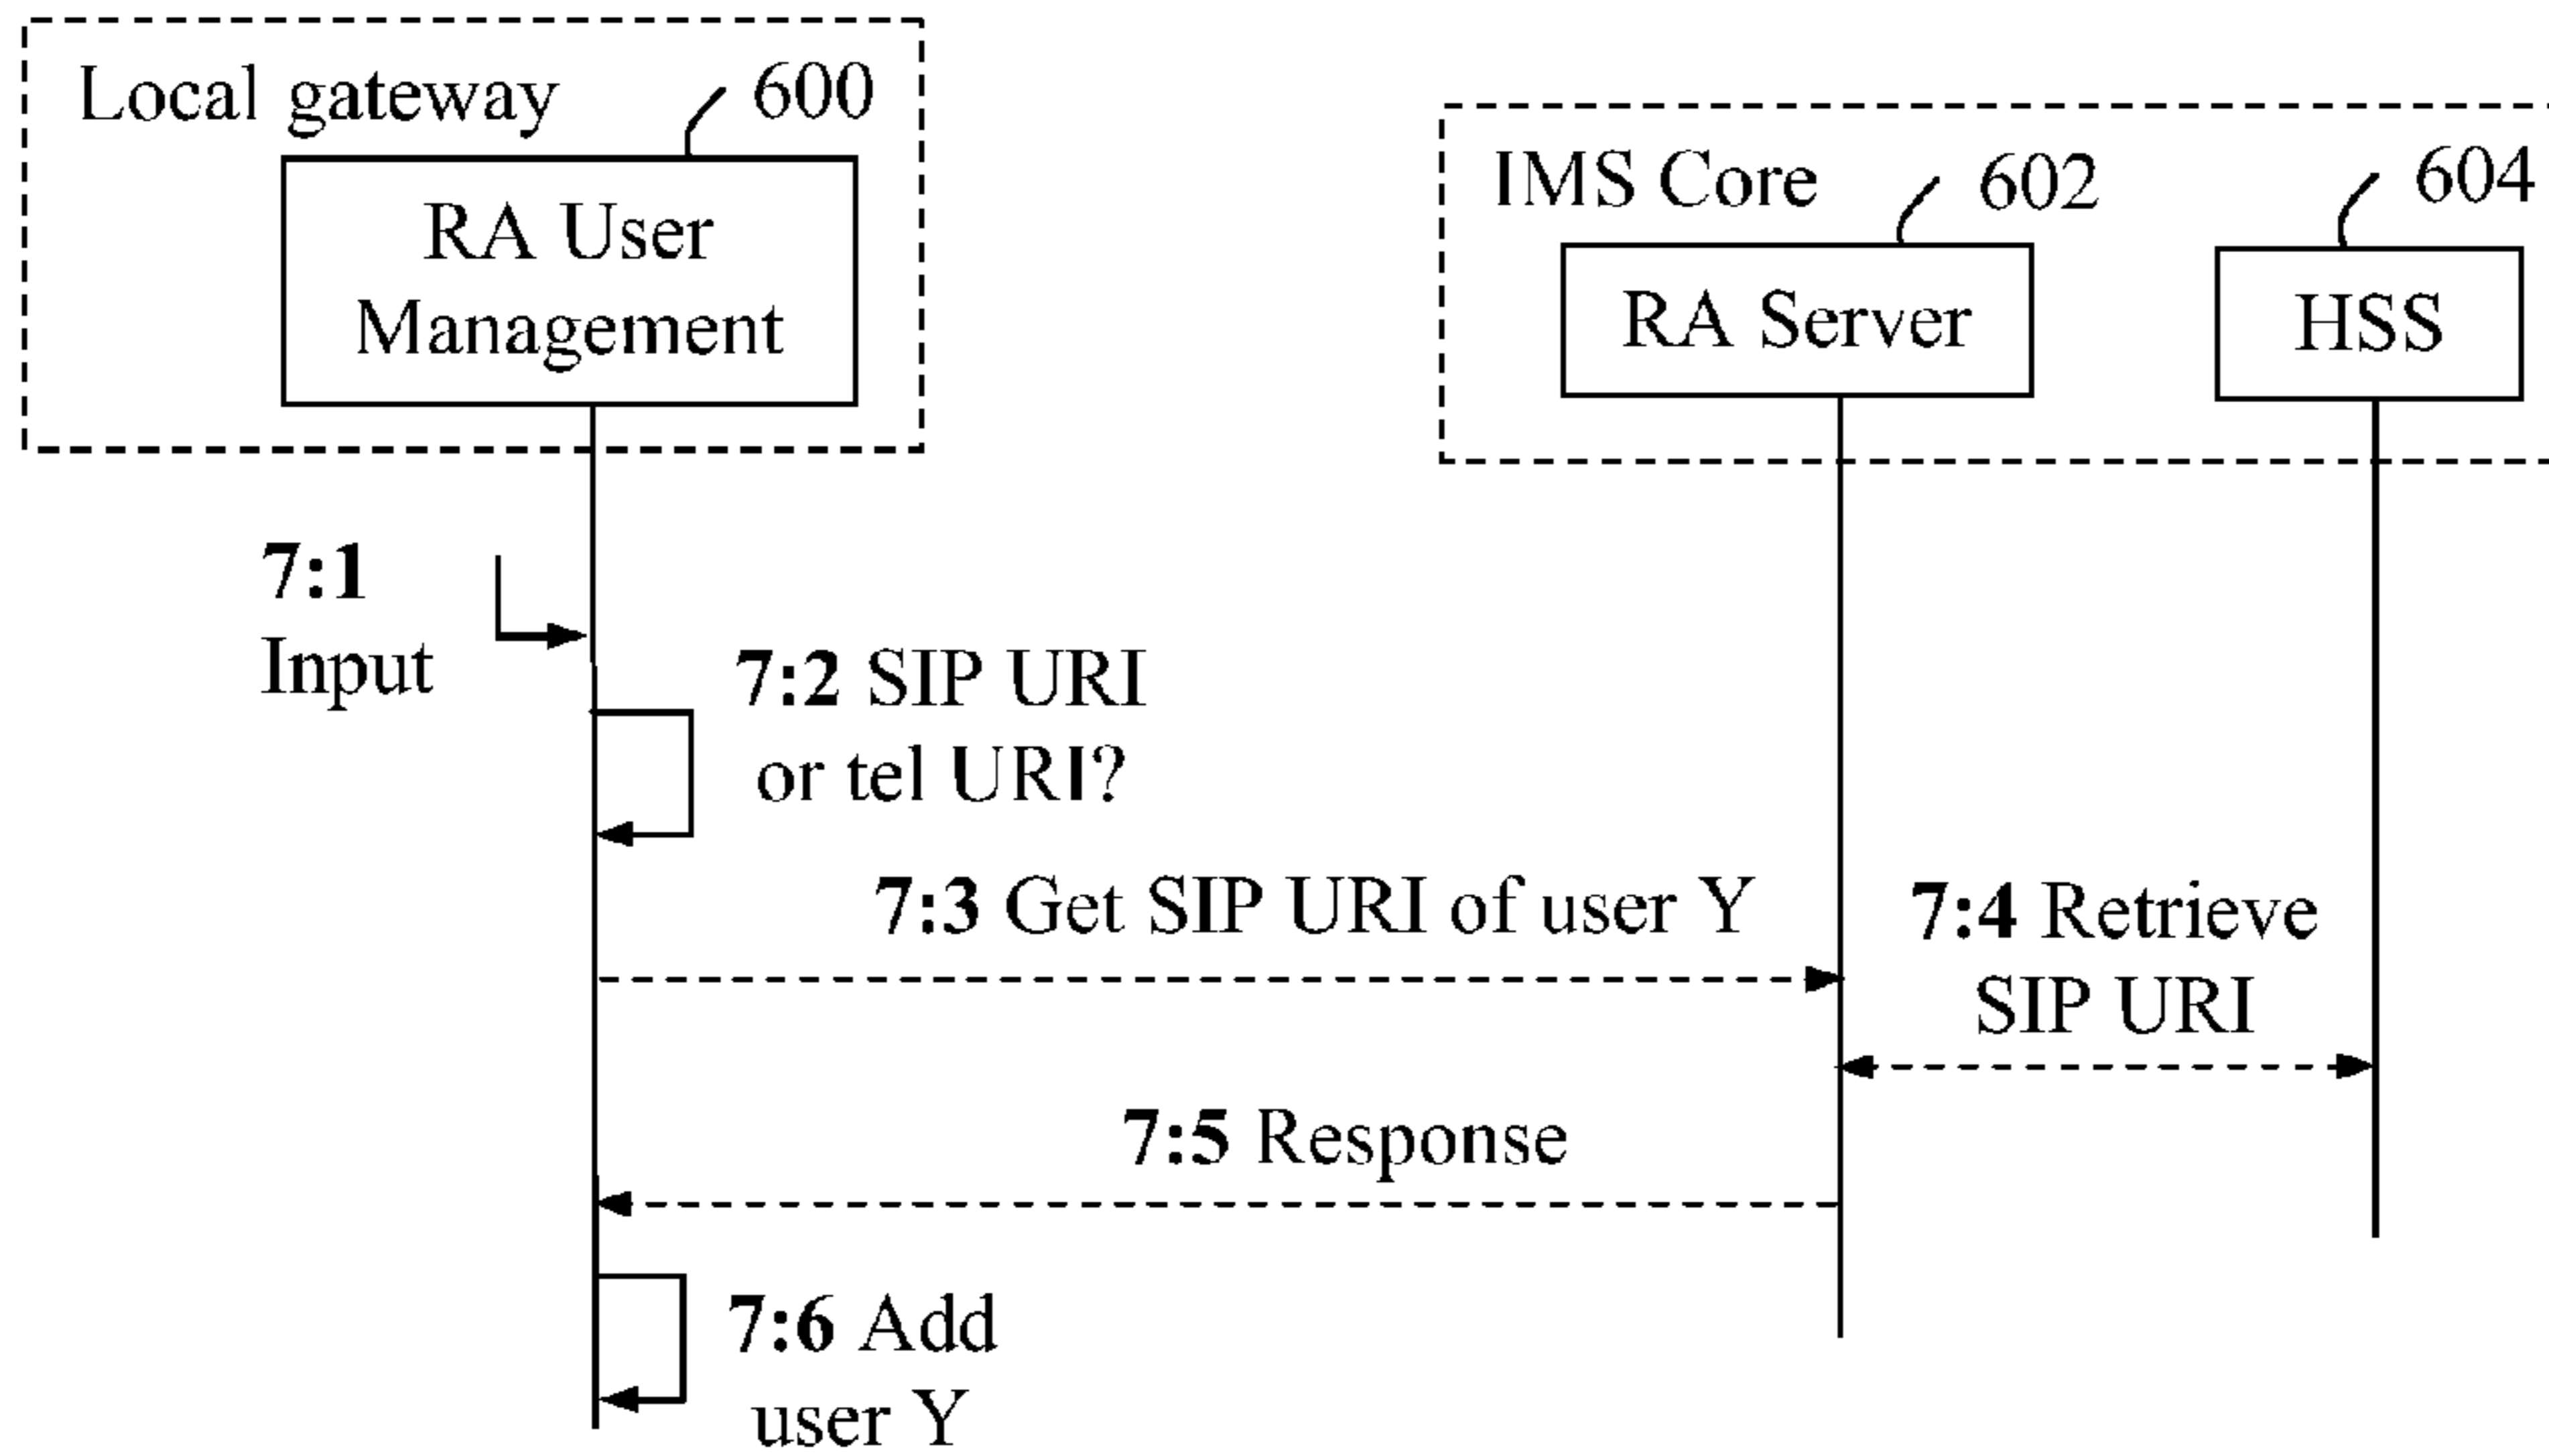 Local gateway
600
RA User
Management
IMS Core
602
604
RA Server
HSS
7:1
Input
7:2 SIP URI
or tel URI?
7:3 Get SIP URI of user Y
7:4 Retrieve
SIP URI
7:5 Response
7:6 Add
user Y